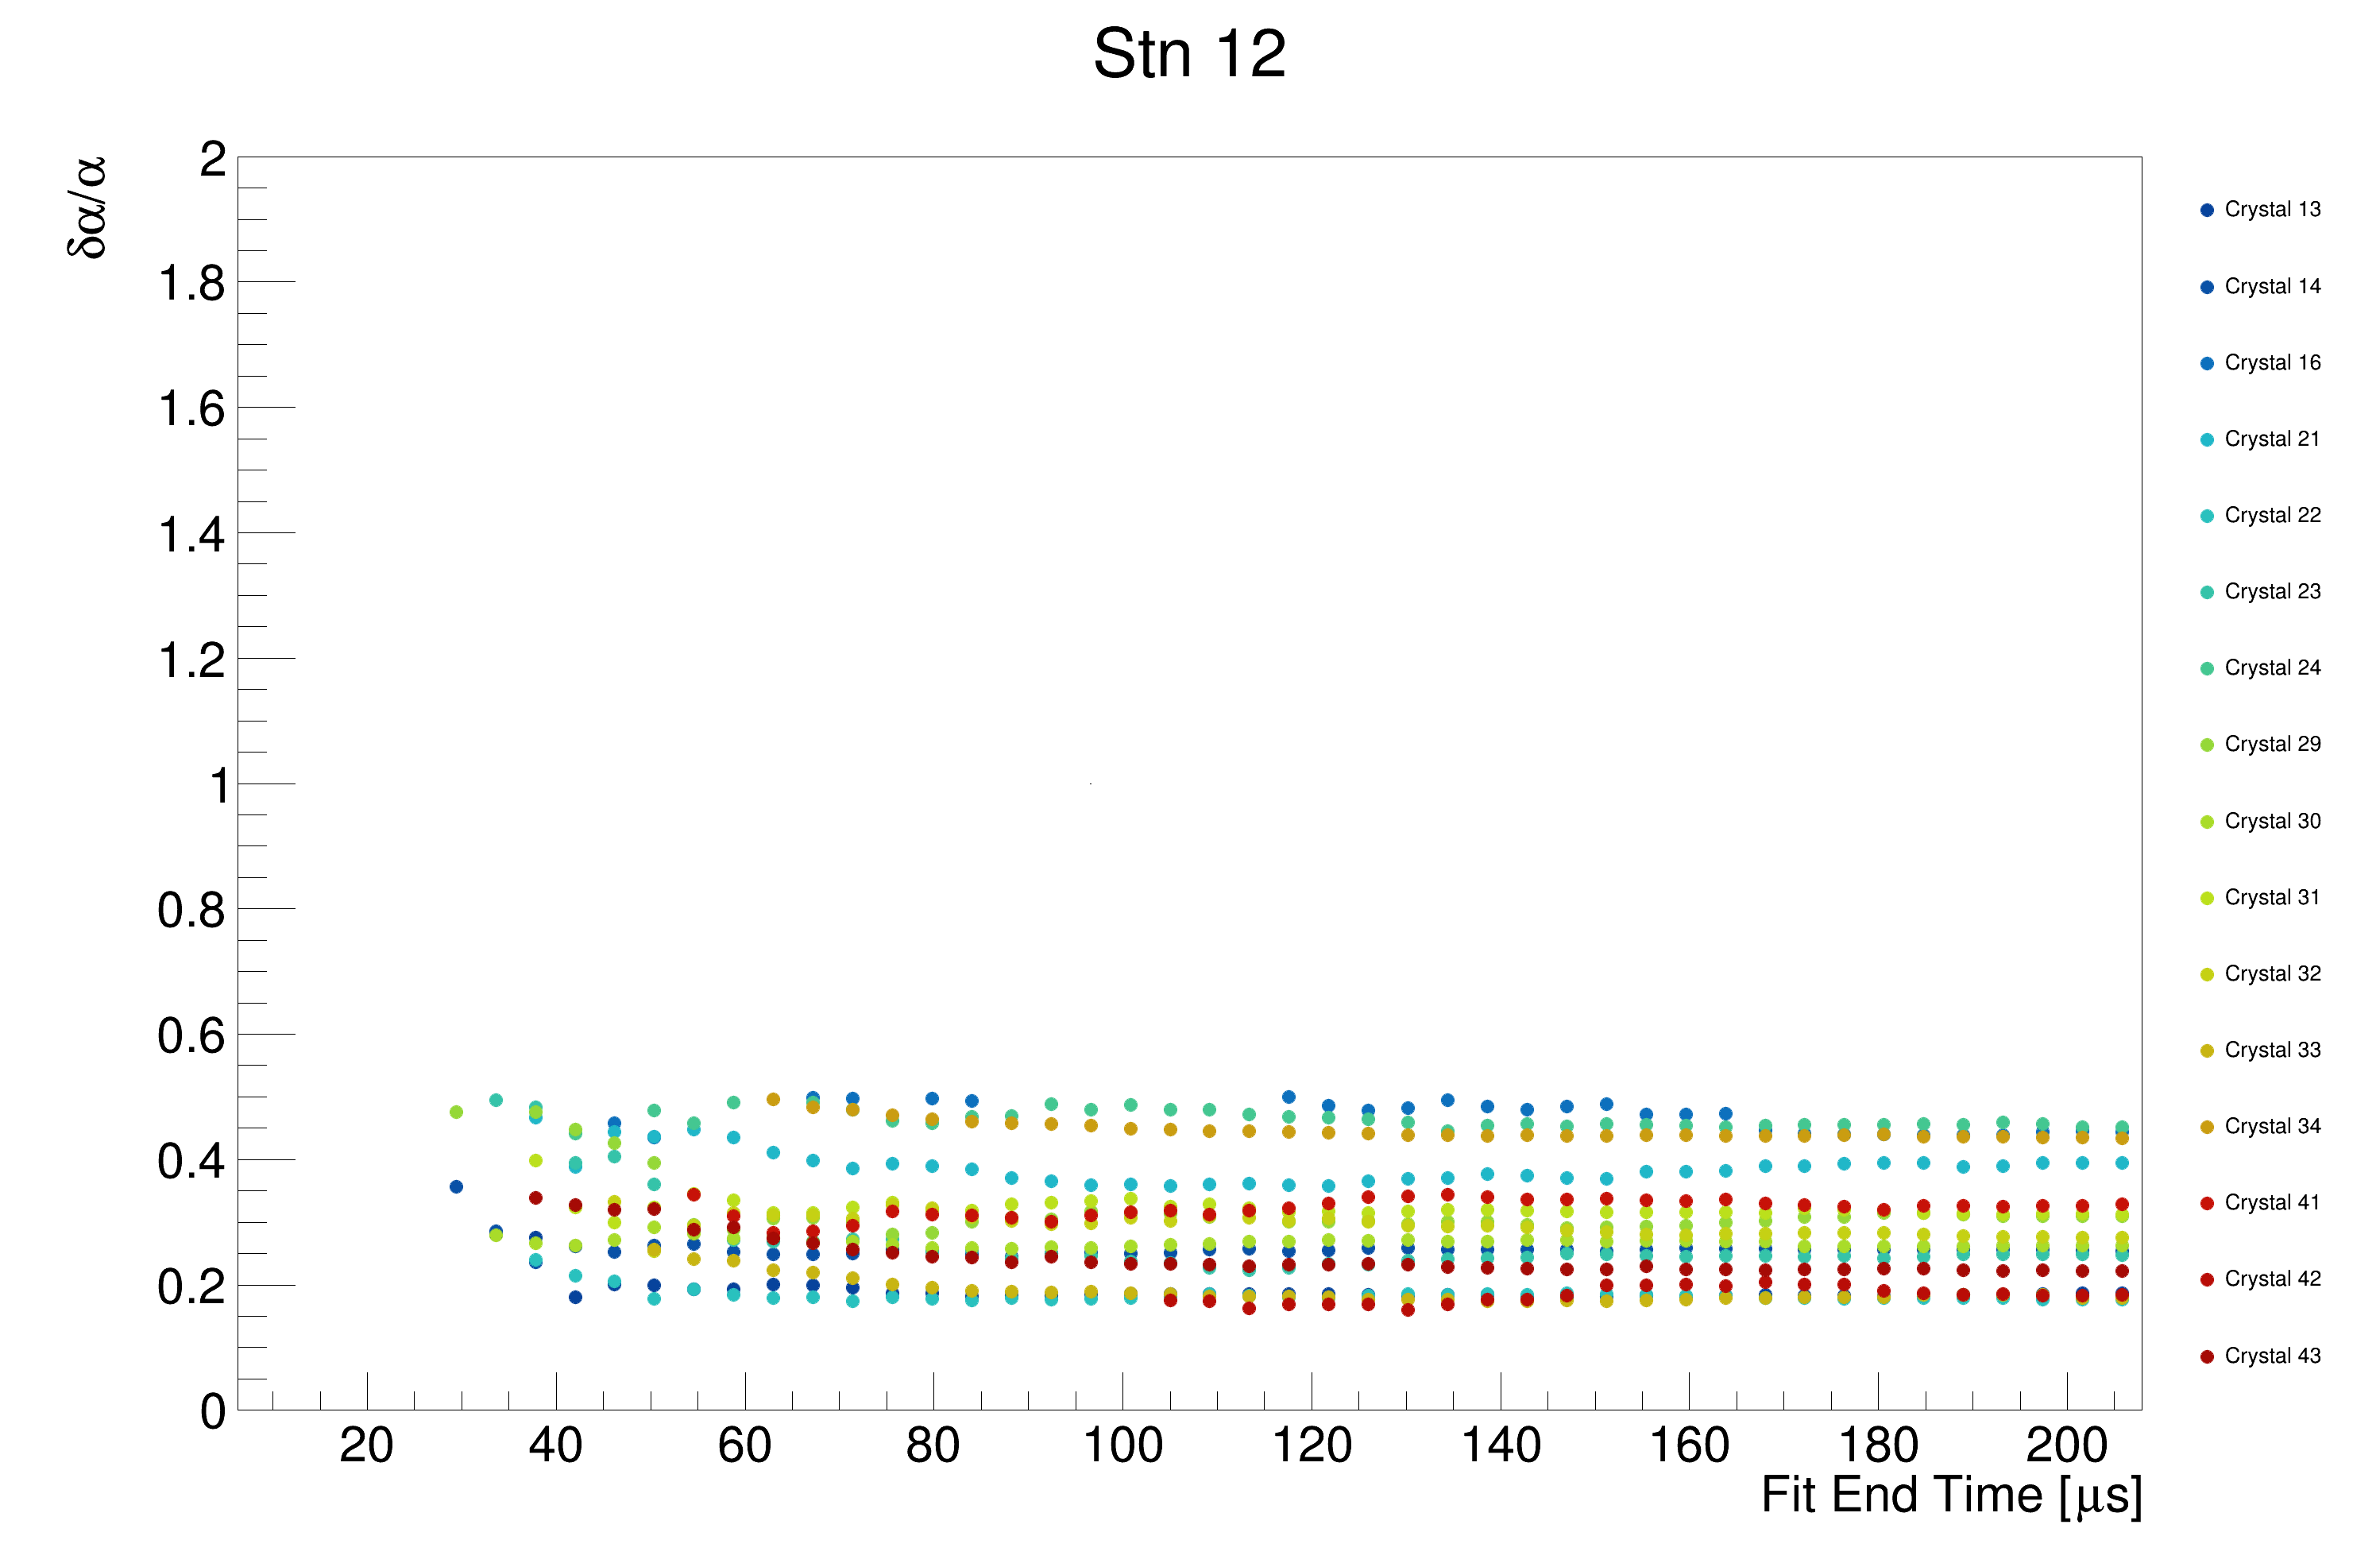 Stn 12
δα/α
2
1.8
1.6
1.4
1.2
1
0.8
0.6
0.4
0.2
0
20 40 60 80 100 120 140 160 180 200
Fit End Time [μs]
Crystal 13
Crystal 14
Crystal 16
Crystal 21
Crystal 22
Crystal 23
Crystal 24
Crystal 29
Crystal 30
Crystal 31
Crystal 32
Crystal 33
Crystal 34
Crystal 41
Crystal 42
Crystal 43